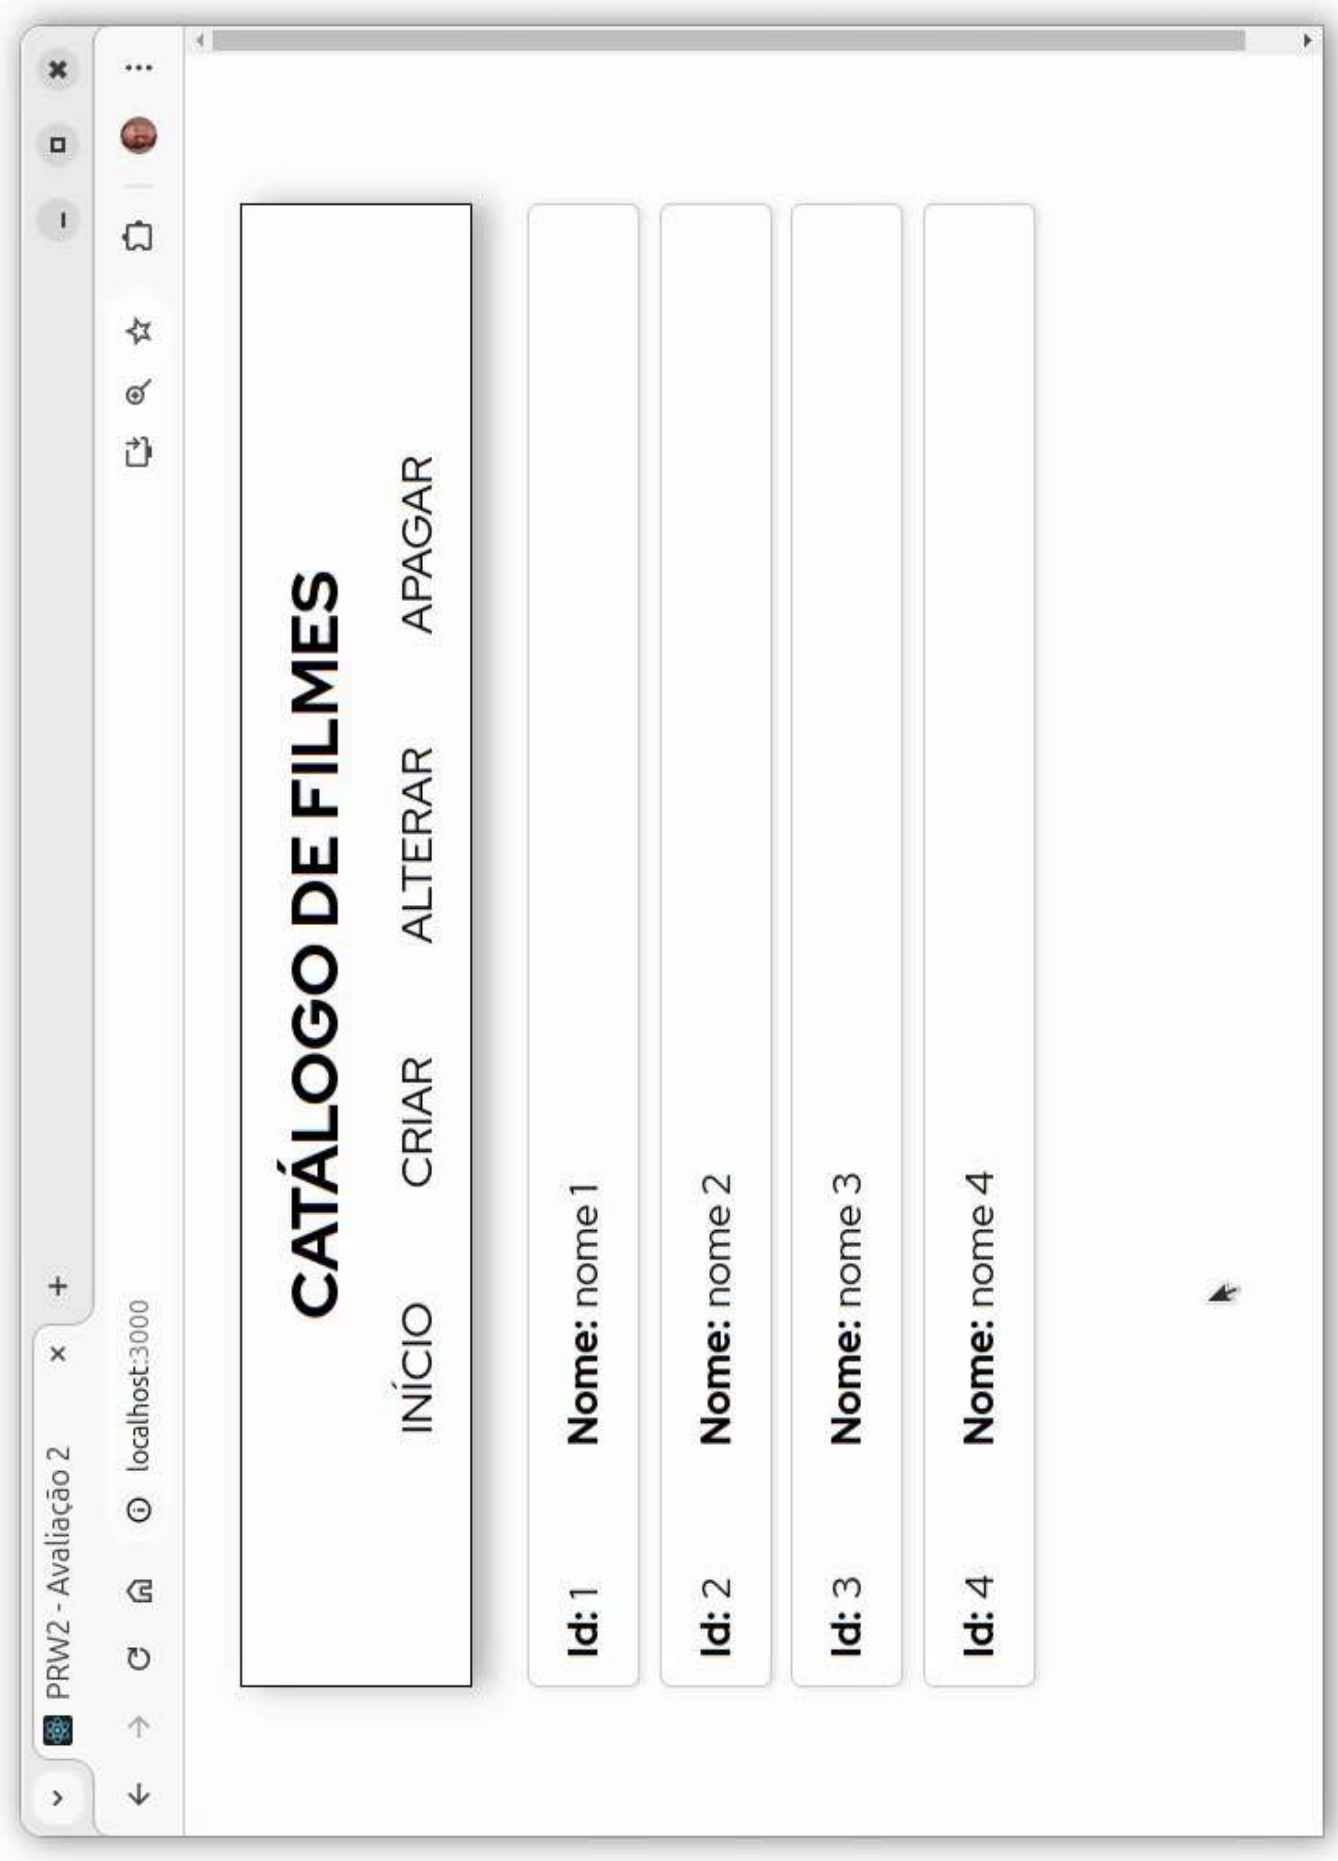 PRW2 - Avaliação 2
localhost:3000
CATÁLOGO DE FILMES
INÍCIO CRIAR ALTERAR APAGAR
Id: 1 Nome: nome 1
Id: 2 Nome: nome 2
Id: 3 Nome: nome 3
Id: 4 Nome: nome 4